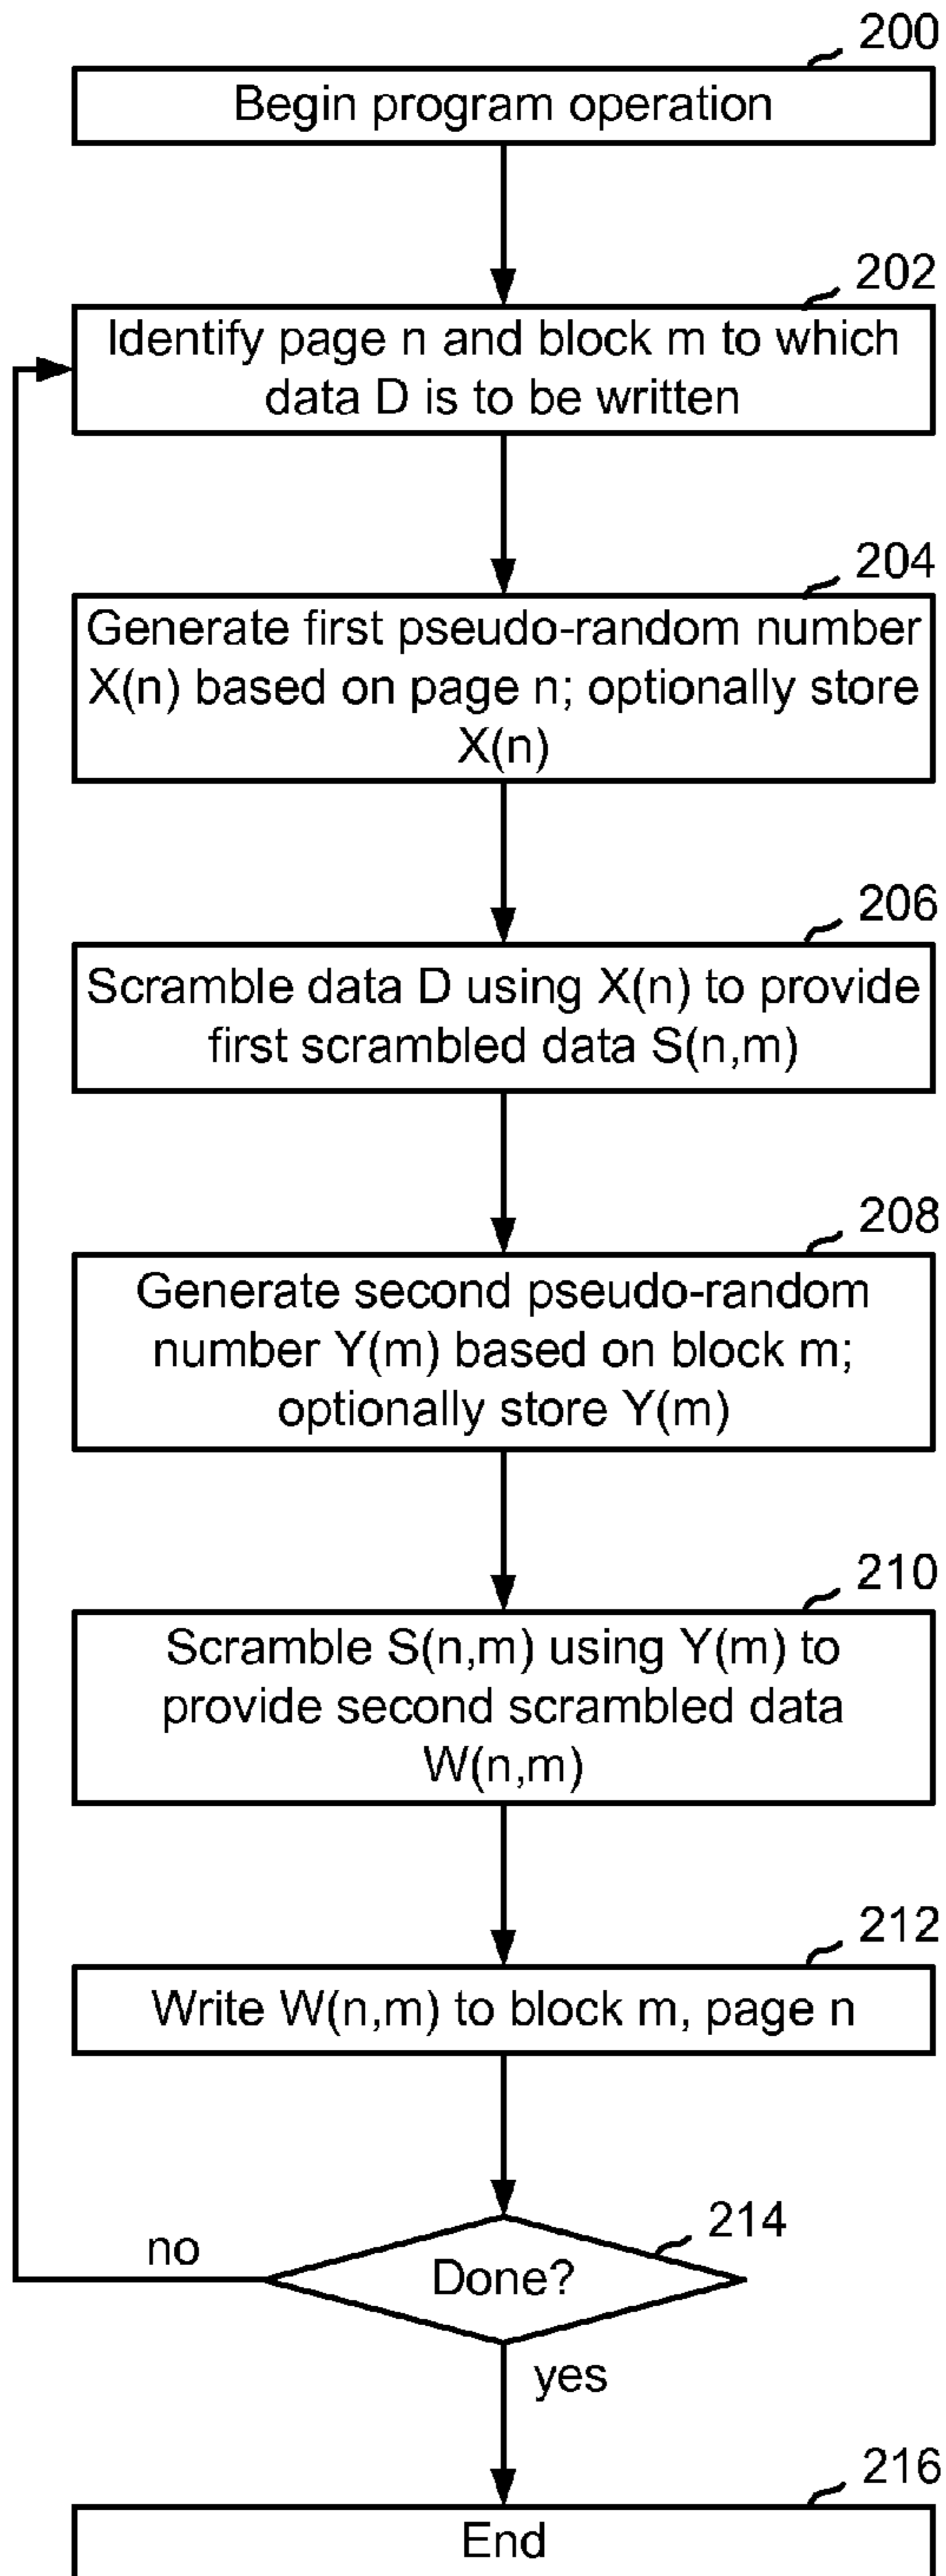 200
Begin program operation
202
Identify page n and block m to which
data D is to be written
204
Generate first pseudo-random number
X(n) based on page n; optionally store
X(n)
206
Scramble data D using X(n) to provide
first scrambled data S(n,m)
208
Generate second pseudo-random
number Y(m) based on block m;
optionally store Y(m)
210
Scramble S(n,m) using Y(m) to
provide second scrambled data
W(n,m)
212
Write W(n,m) to block m, page n
214
no
Done?
yes
216
End